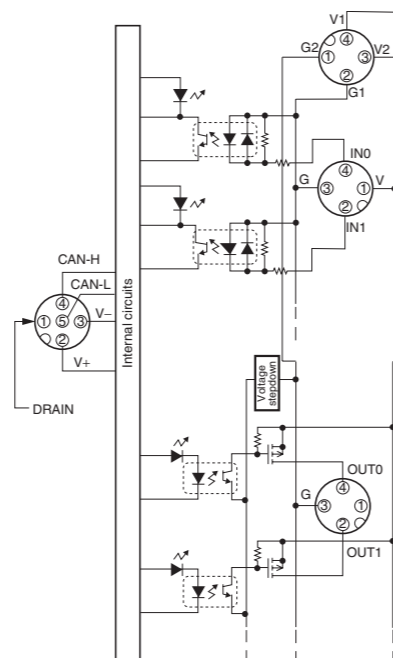 V1
G2
④
①
③
V2
②
G1
IN0
④
G
③
①
V
②
IN1
CAN-H
CAN-L
④
①
⑤
③
V−
②
V+
DRAIN
Internal circuits
Voltage
stepdown
OUT0
④
G
③
①
②
OUT1